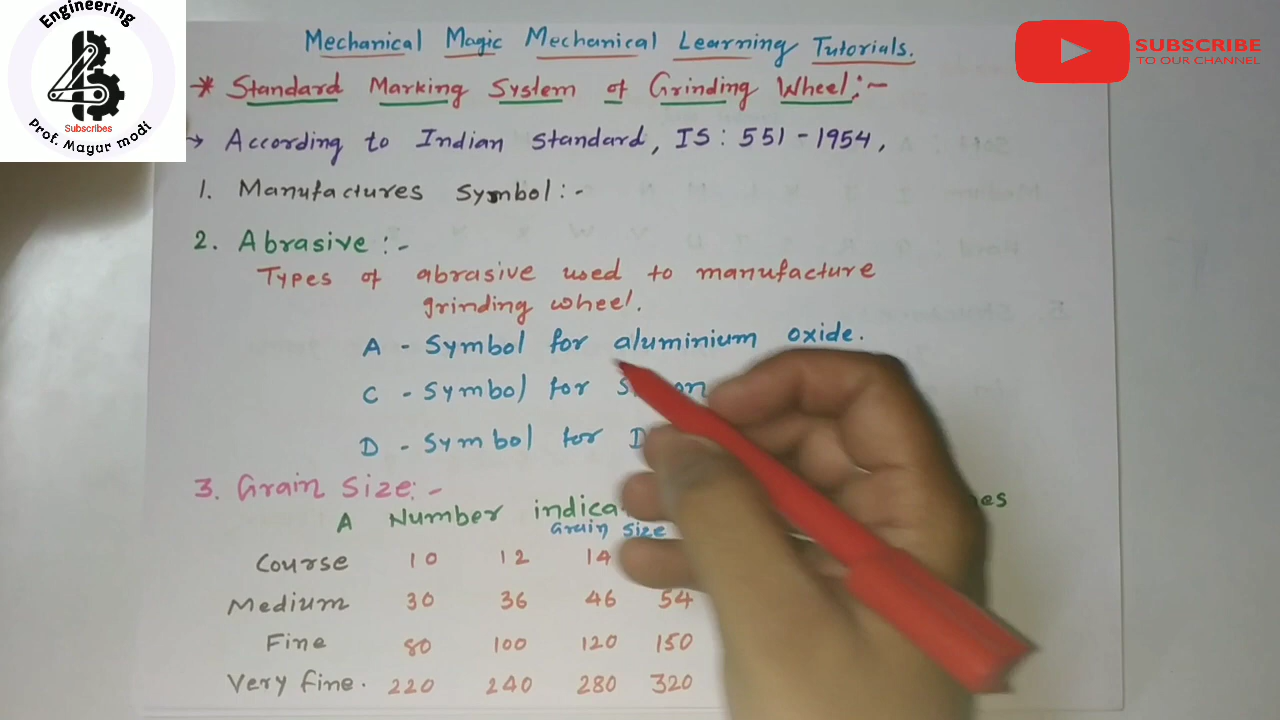 Engineering
Subscribes
Prof. Mayur modi
SUBSCRIBE
TO OUR CHANNEL
Mechanical Magic Mechanical Learning Tutorials.
* Standard Marking System of Grinding Wheel:-
→ According to Indian Standard, IS: 551-1954,
1. Manufactures Symbol:-
2. Abrasive:-
Types of abrasive used to manufacture
grinding wheel.
A - Symbol for aluminium oxide.
C - Symbol for
D - Symbol for
3. Grain Size:-
A Number
Grain Size
Course 10 12 14
Medium 30 36 46 54
Fine 80 100 120 150
Very fine. 220 240 280 320